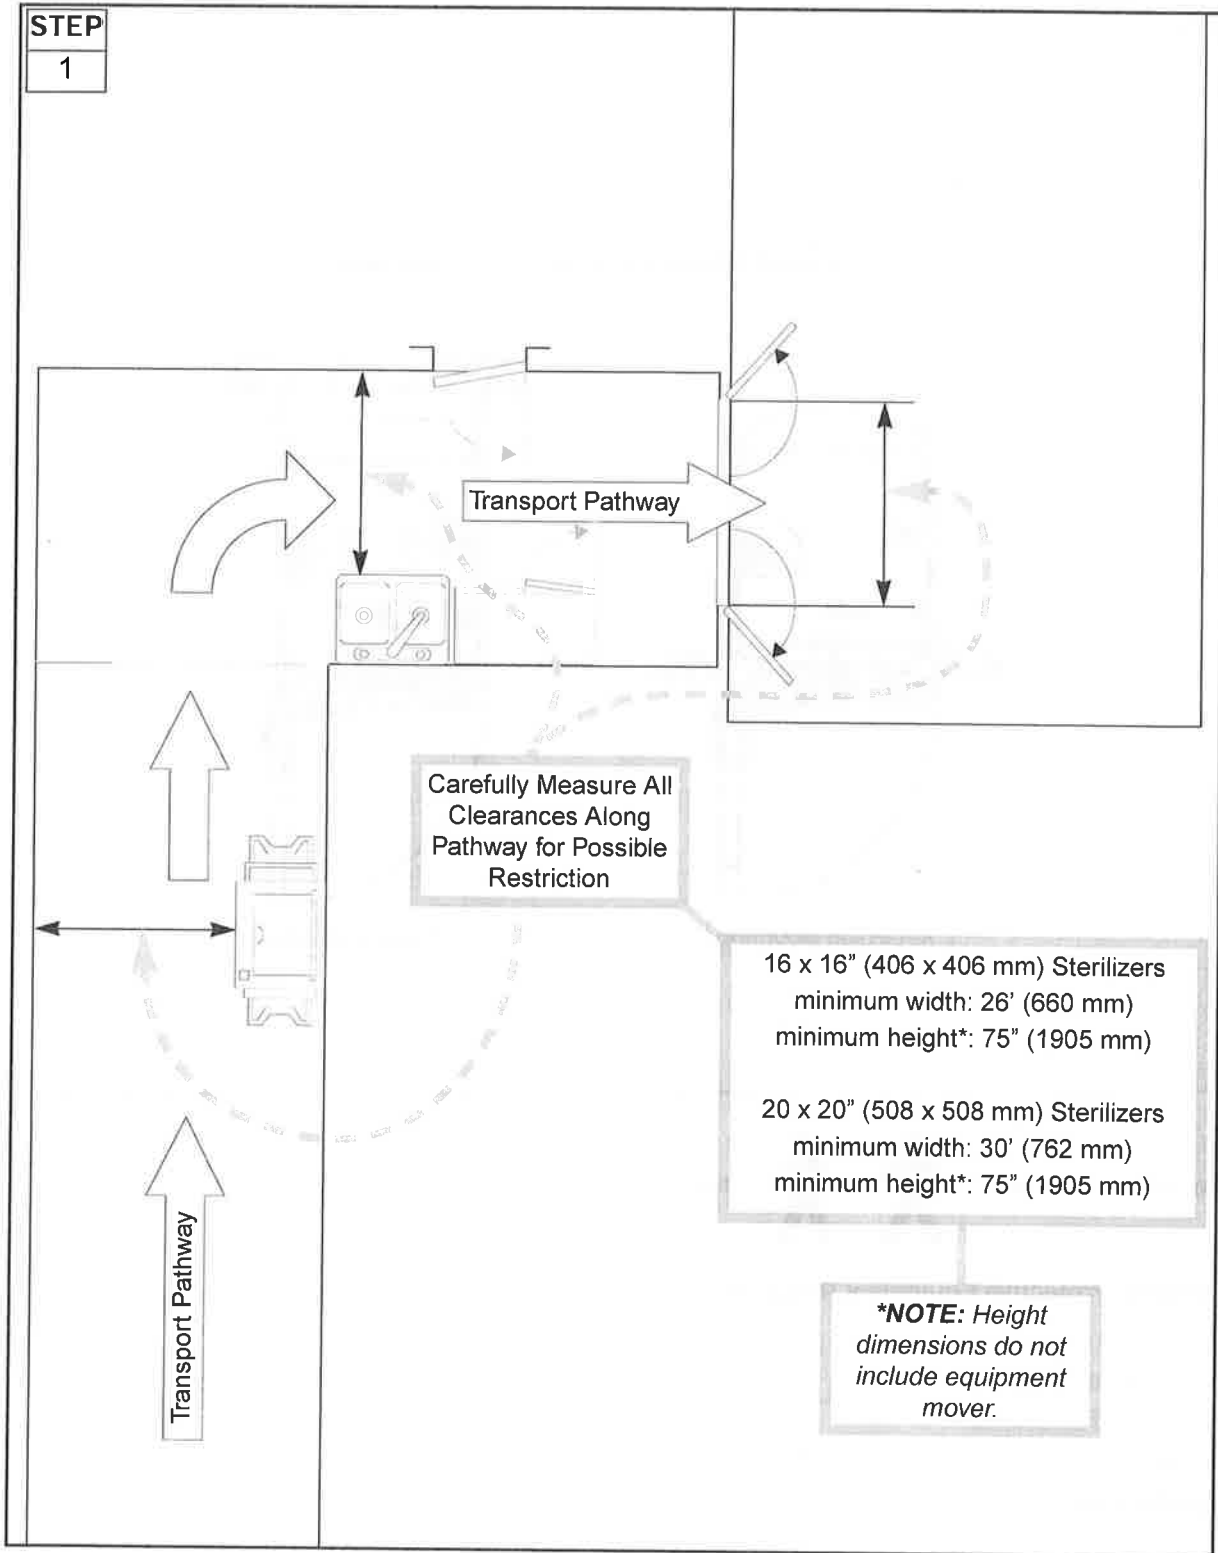 STEP
1
Transport Pathway
Carefully Measure All
Clearances Along
Pathway for Possible
Restriction
16 x 16” (406 x 406 mm) Sterilizers
minimum width: 26’ (660 mm)
minimum height*: 75” (1905 mm)
20 x 20” (508 x 508 mm) Sterilizers
minimum width: 30’ (762 mm)
minimum height*: 75” (1905 mm)
Transport Pathway
*NOTE: Height
dimensions do not
include equipment
mover.